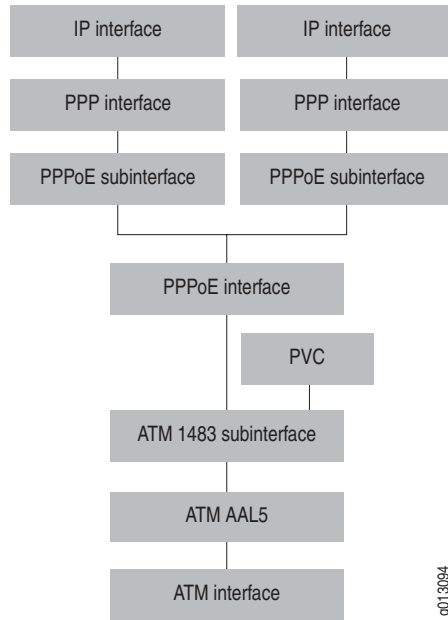 IP interface
IP interface
PPP interface
PPP interface
PPPoE subinterface
PPPoE subinterface
PPPoE interface
PVC
ATM 1483 subinterface
ATM AAL5
ATM interface
g013094